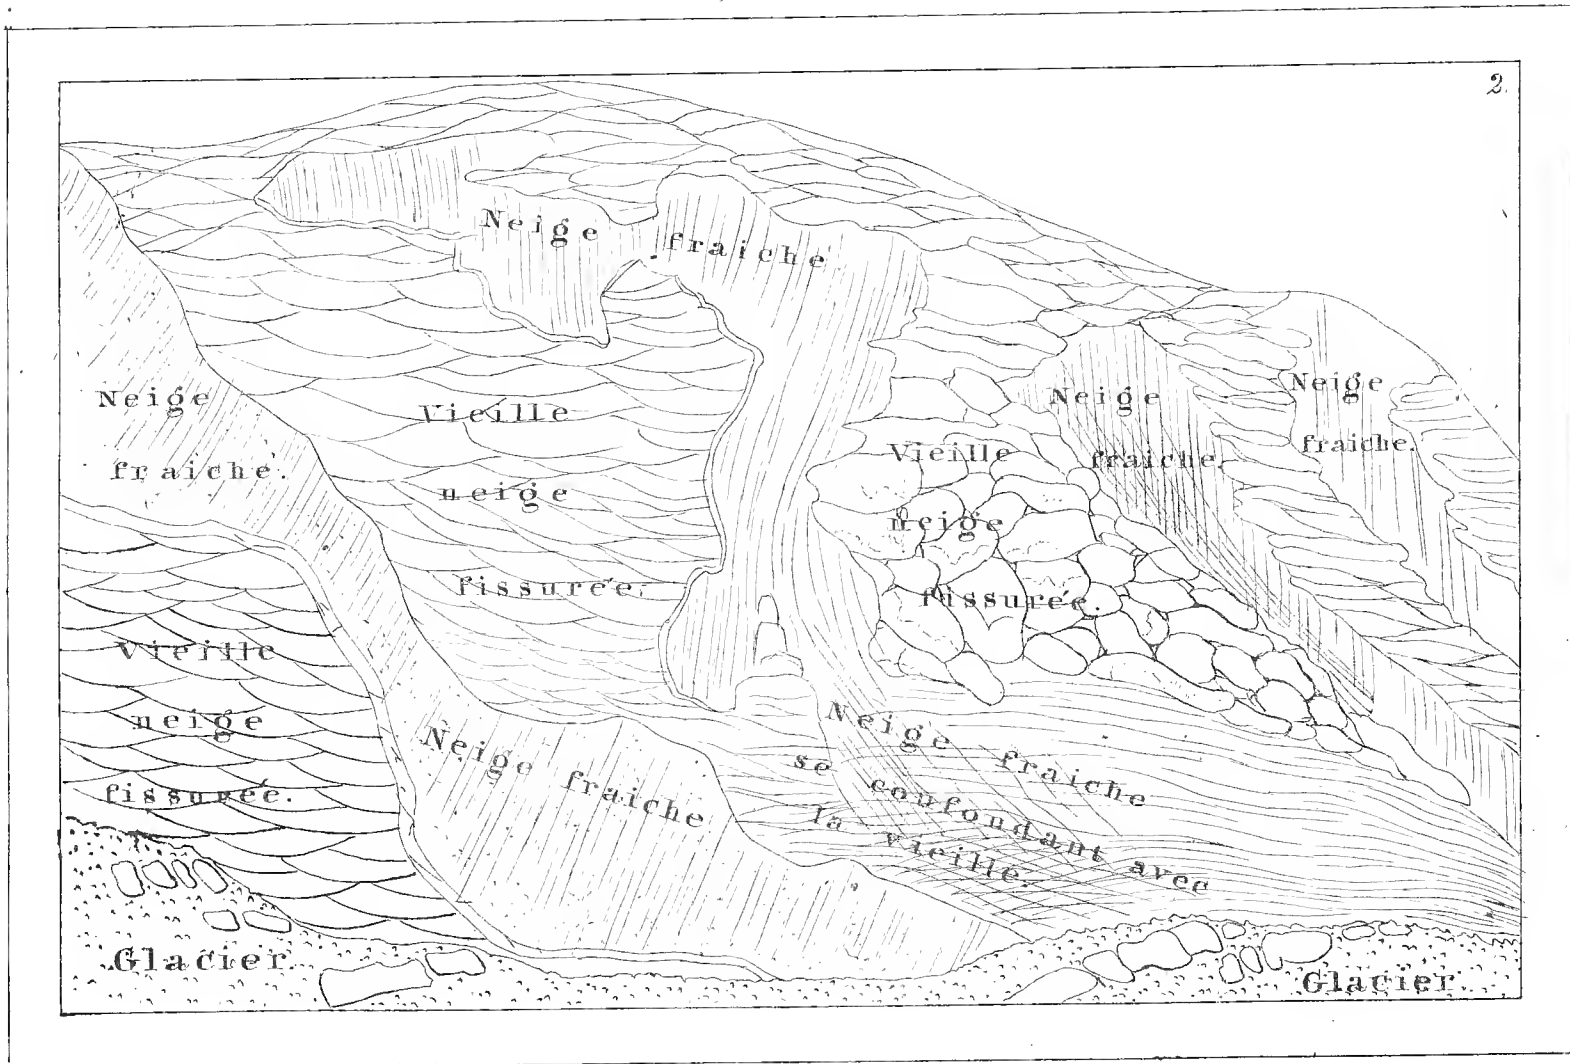 2.
Neige fraiche
Neige
fraiche.
Vieille
neige
fissurée.
Vieille
neige
fissurée.
Neige
fraiche.
Neige
fraiche.
Vieille
neige
fissurée.
Neige fraiche
Neige fraiche
se confondant avec
la vieille.
Glacier.
Glacier.